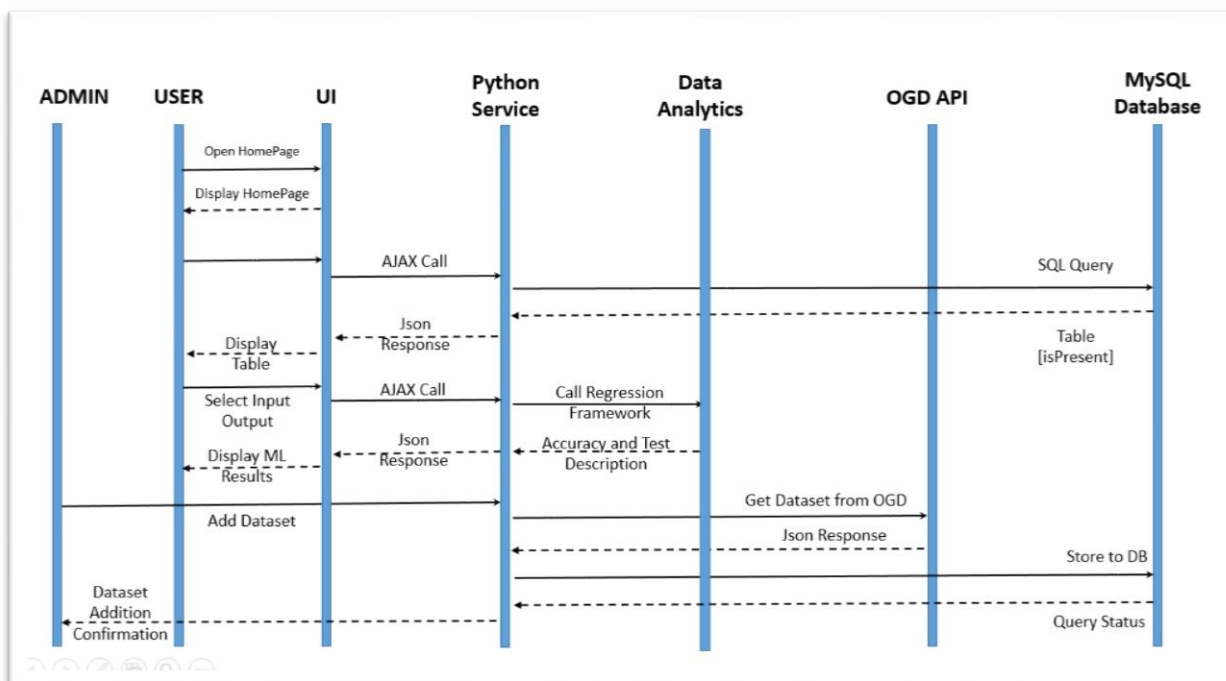 ADMIN
USER
UI
Python
Service
Data
Analytics
OGD API
MySQL
Database
Open HomePage
Display HomePage
AJAX Call
SQL Query
Json
Response
Table
[isPresent]
Display
Table
Select Input
Output
AJAX Call
Call Regression
Framework
Json
Response
Accuracy and Test
Description
Display ML
Results
Add Dataset
Get Dataset from OGD
Json Response
Store to DB
Dataset
Addition
Confirmation
Query Status